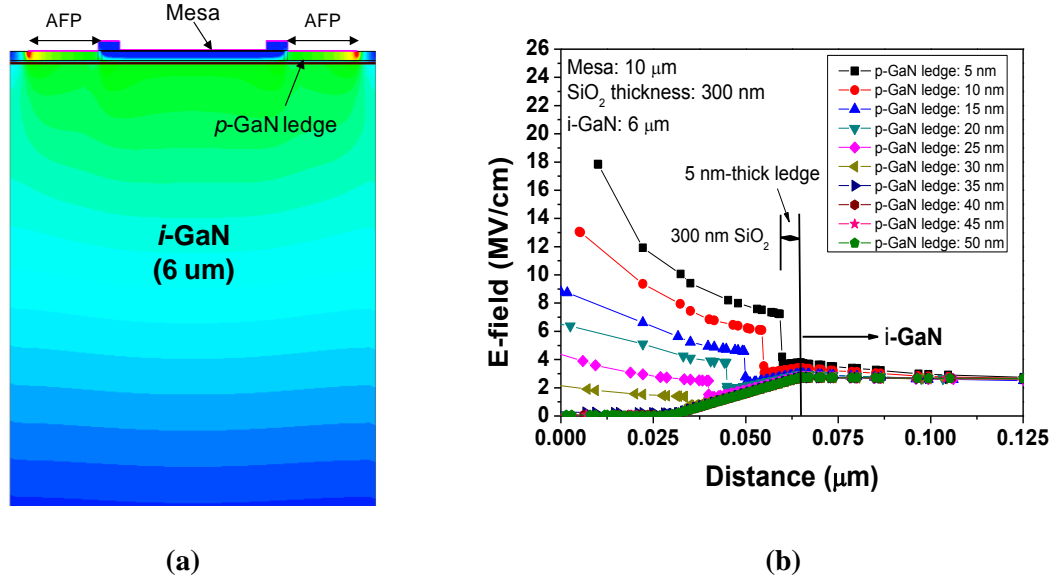 AFP
Mesa
AFP
p-GaN ledge
i-GaN
(6 um)
(a)
E-field (MV/cm)
26
24
22
20
18
16
14
12
10
8
6
4
2
0
Mesa: 10 μm
SiO₂ thickness: 300 nm
i-GaN: 6 μm
5 nm-thick ledge
300 nm SiO₂
i-GaN
p-GaN ledge: 5 nm
p-GaN ledge: 10 nm
p-GaN ledge: 15 nm
p-GaN ledge: 20 nm
p-GaN ledge: 25 nm
p-GaN ledge: 30 nm
p-GaN ledge: 35 nm
p-GaN ledge: 40 nm
p-GaN ledge: 45 nm
p-GaN ledge: 50 nm
0.000 0.025 0.050 0.075 0.100 0.125
Distance (μm)
(b)